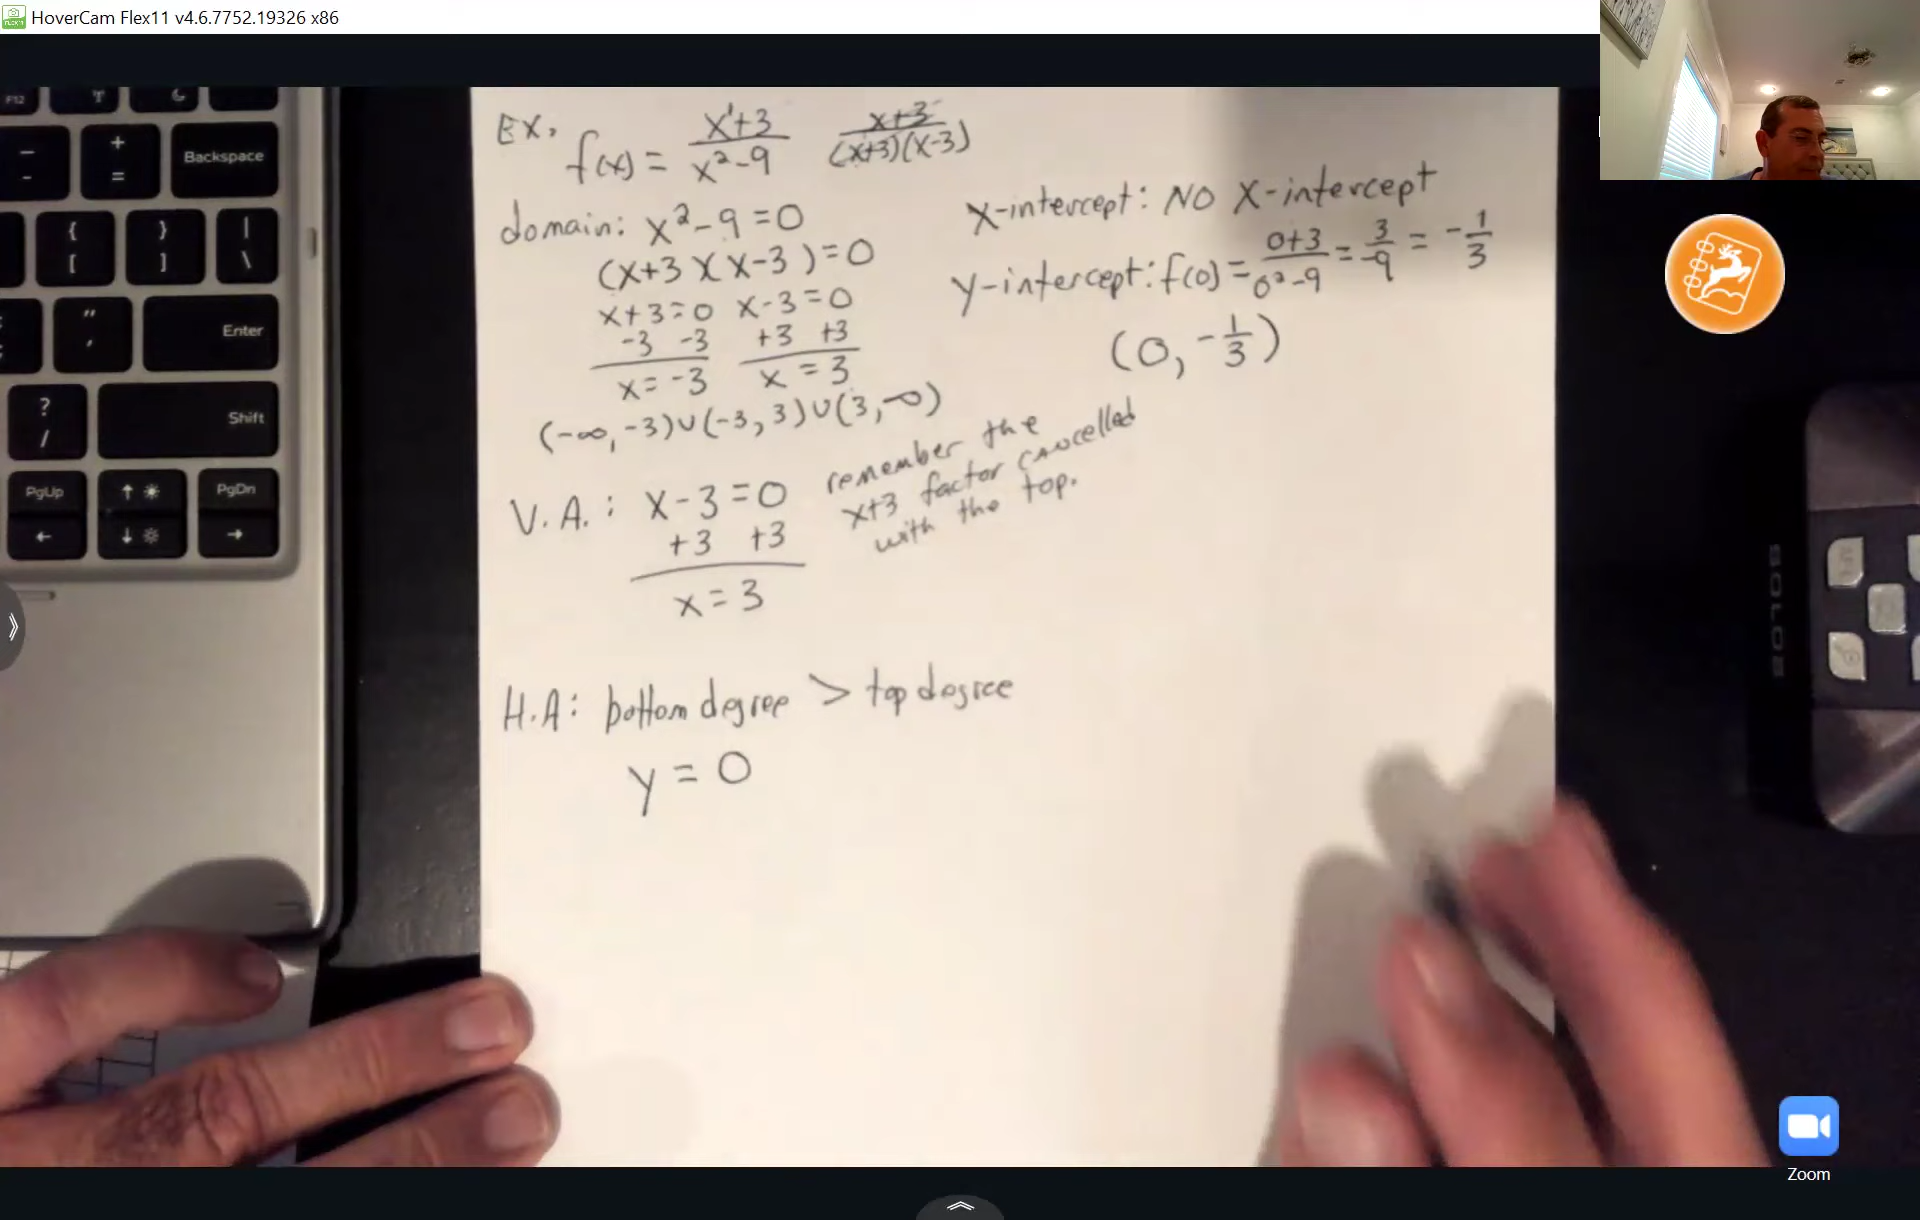 HoverCam Flex11 v4.6.7752.19326 x86
Ex. f(x) = x¹+3 / x²-9   x+3 / (x+3)(x-3)
domain: x²-9=0
(x+3)(x-3)=0
x+3=0 x-3=0
-3 -3 +3 +3
x=-3 x=3
(-∞,-3)∪(-3,3)∪(3,∞)
x-intercept: NO x-intercept
y-intercept: f(0) = 0+3 / 0²-9 = 3/-9 = -1/3
(0, -1/3)
V.A.: x-3=0
+3 +3
x=3
remember the
x+3 factor cancelled
with the top.
H.A: bottom degree > top degree
y=0
F12
- -
+ =
Backspace
{ [
} ]
| \
" '
Enter
? /
Shift
PgUp
PgDn
BOLDE
Zoom